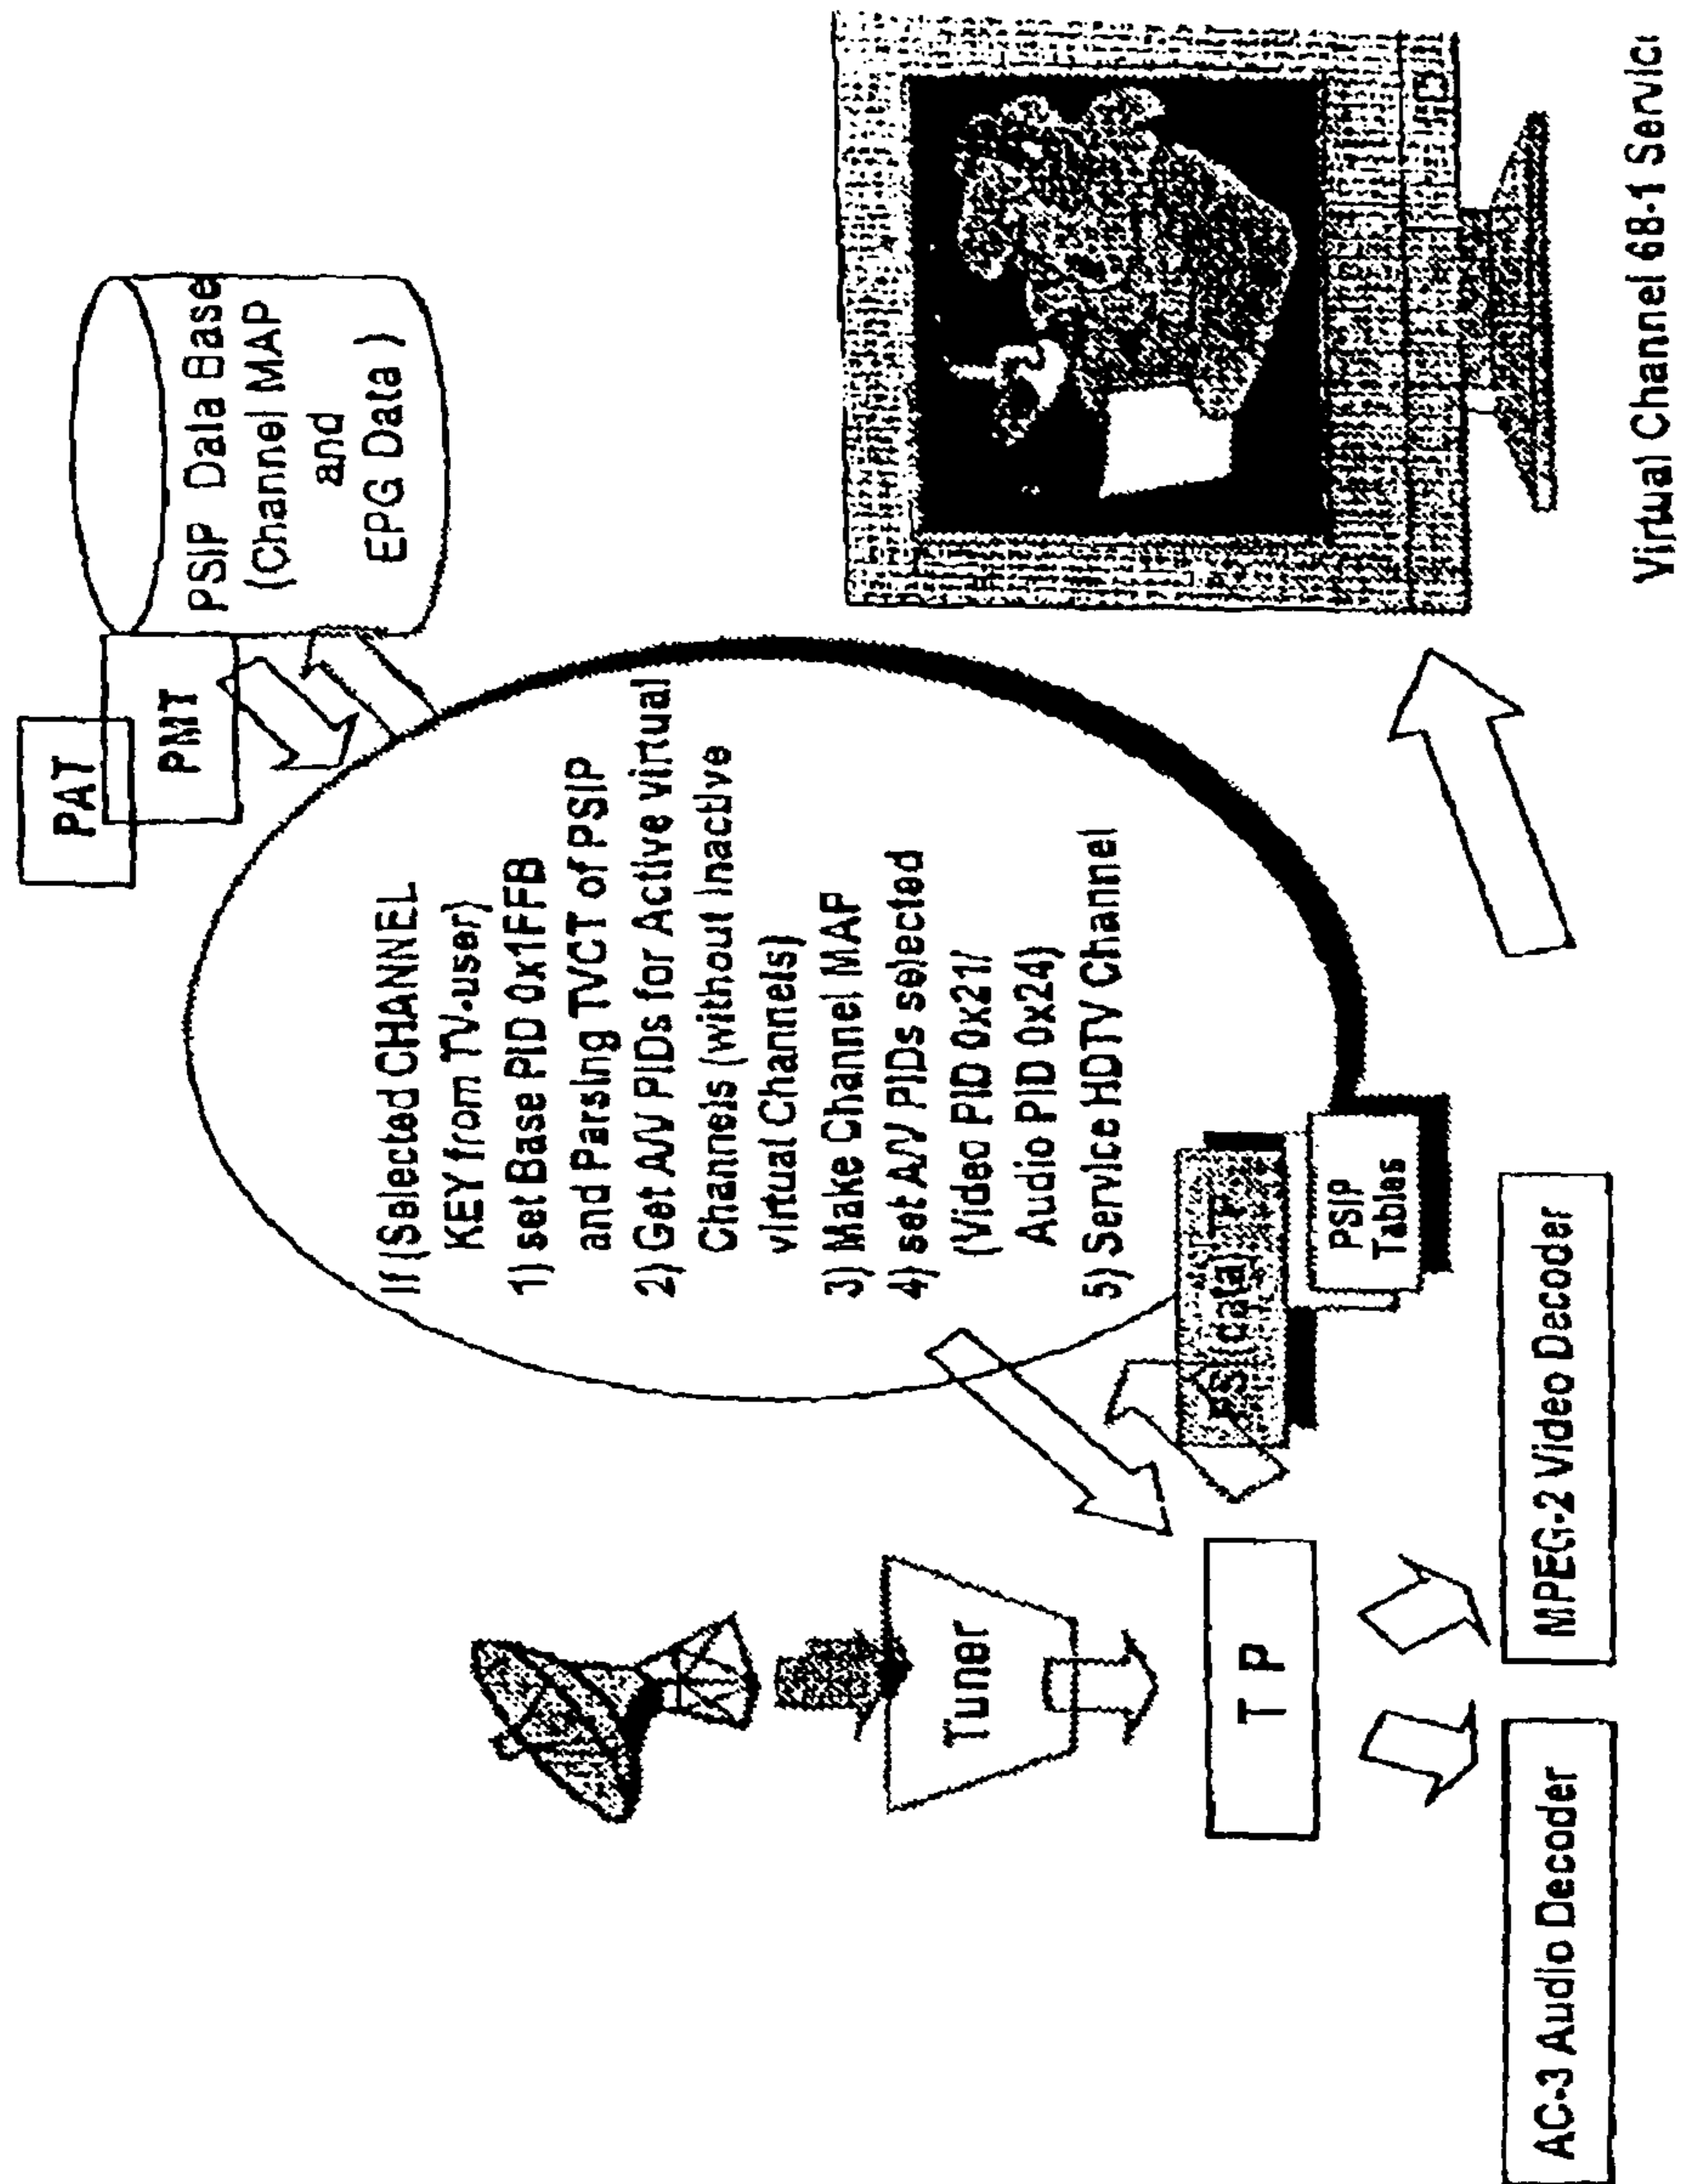 PAT
PMT
PSIP Data Base
(Channel MAP
and
EPG Data )
If (Selected CHANNEL
KEY from TV-user)
1) set Base PID 0x1FFB
and Parsing TVCT of PSIP
2) Get A/V PIDs for Active virtual
Channels (without Inactive
virtual Channels)
3) Make Channel MAP
4) set A/V PIDs selected
(Video PID 0x21/
Audio PID 0x24)
5) Service HDTV Channel
Tuner
T P
PSI data TP
PSIP
Tables
AC-3 Audio Decoder
MPEG-2 Video Decoder
Virtual Channel 68-1 Servic